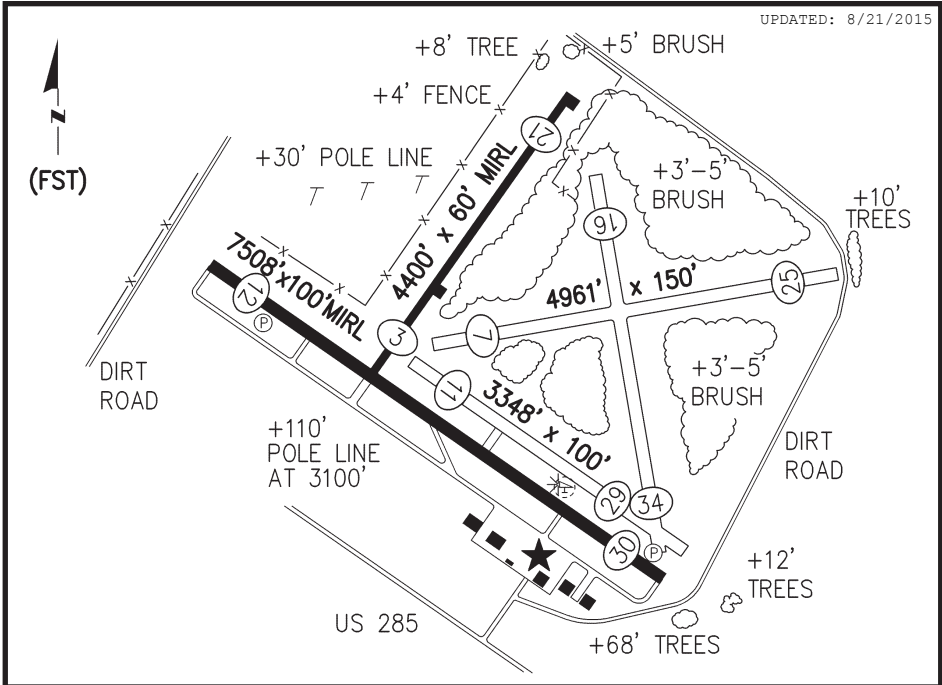 UPDATED: 8/21/2015
+8' TREE
+5' BRUSH
N
(FST)
+4' FENCE
+30' POLE LINE
21
4400' x 60' MIRL
+3'-5'
BRUSH
+10'
TREES
16
7508'x100'MIRL
12
P
4961' x 150'
25
7
3
11
3348' x 100'
+3'-5'
BRUSH
DIRT
ROAD
+110'
POLE LINE
AT 3100'
DIRT
ROAD
29
34
30
P
+12'
TREES
US 285
+68' TREES